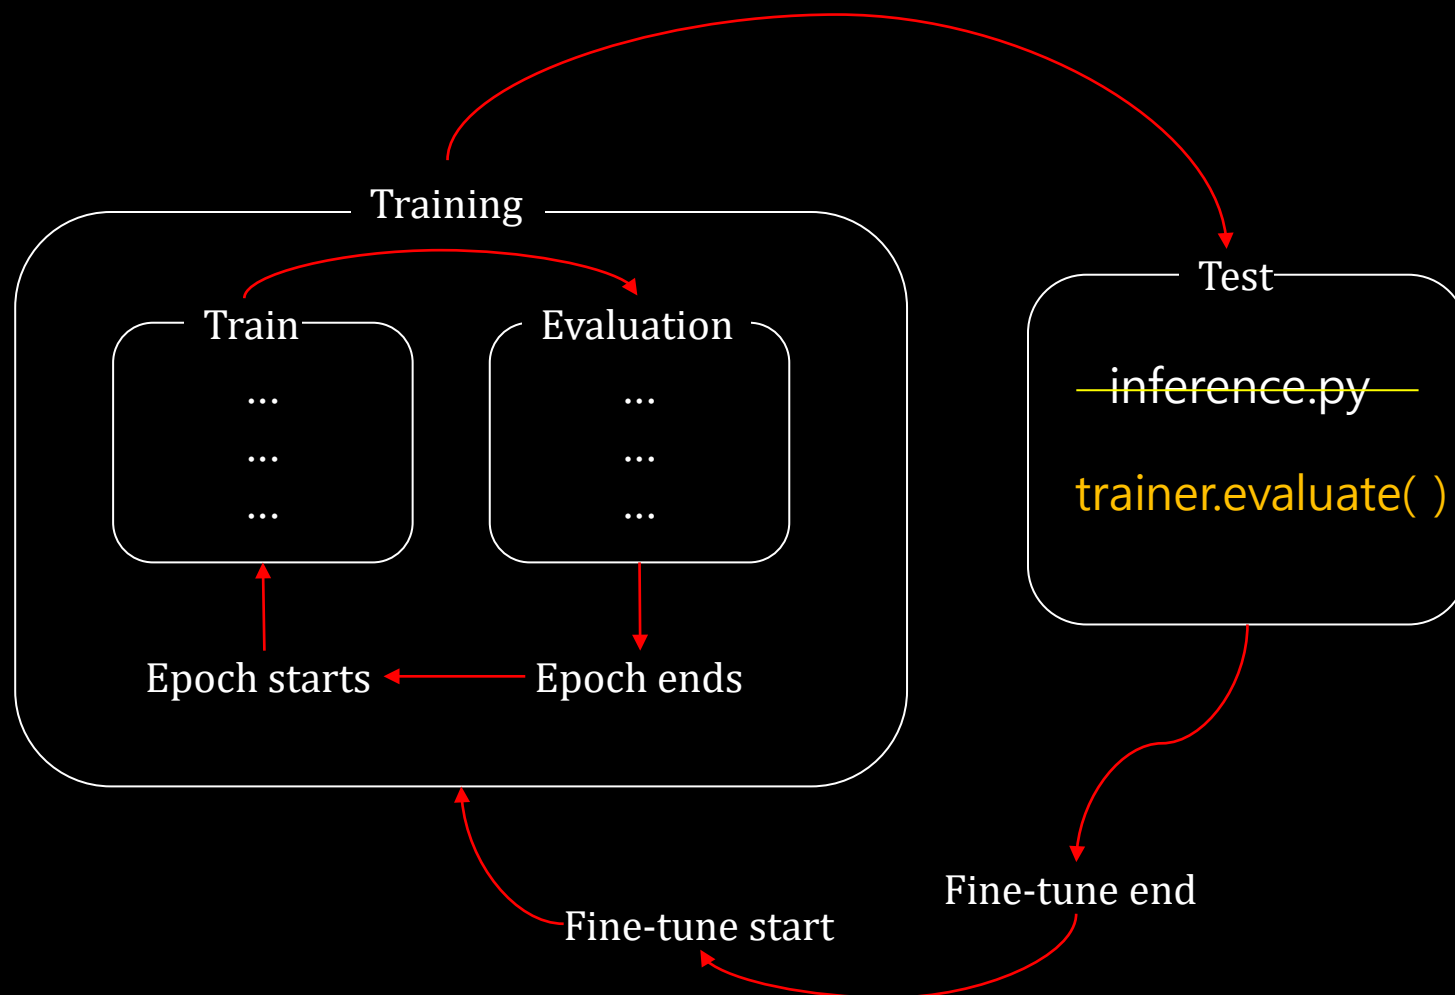 Training
Train
...
...
...
Evaluation
...
...
...
Epoch starts
Epoch ends
Test
inference.py
trainer.evaluate( )
Fine-tune start
Fine-tune end